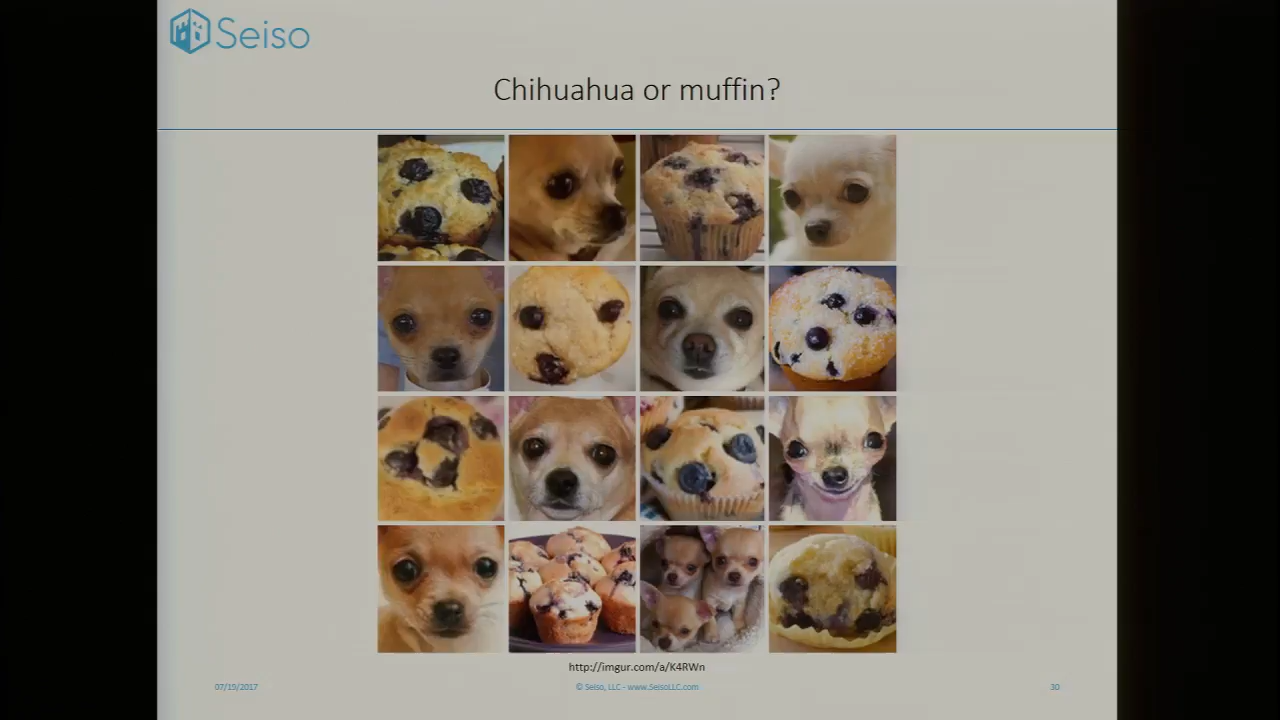 Seiso
Chihuahua or muffin?
http://imgur.com/a/K4RWn
07/19/2017
© Seiso, LLC - www.SeisoLLC.com
30